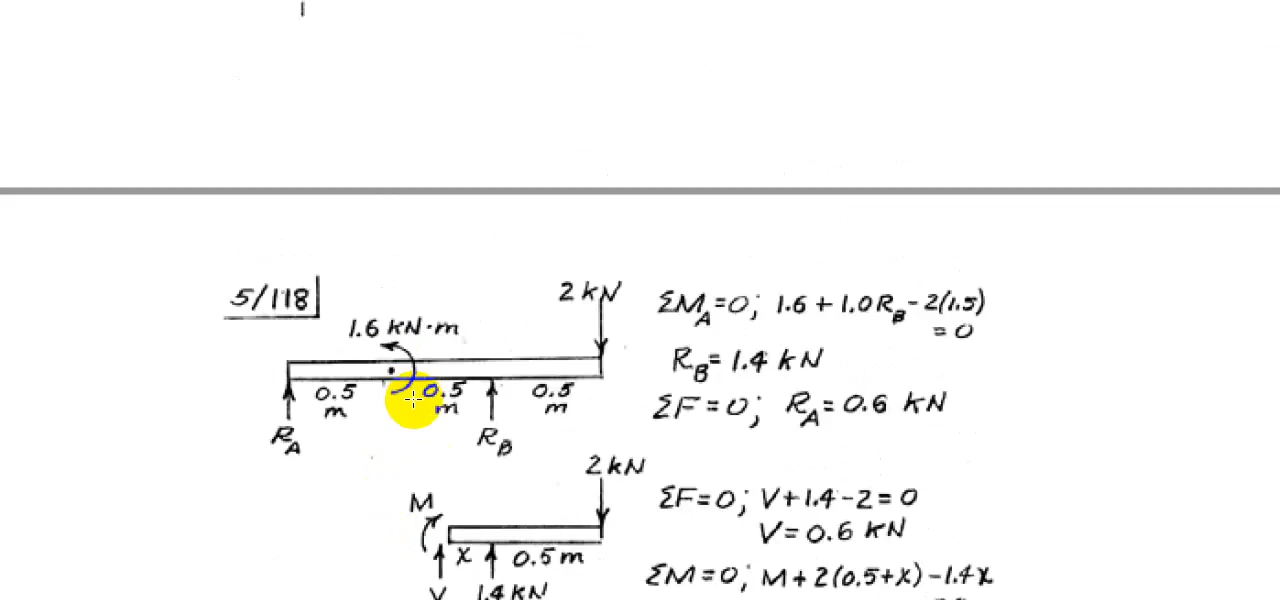 5/118
2 kN
1.6 kN·m
0.5 m
0.5 m
0.5 m
R_A
R_B
ΣM_A=0; 1.6 + 1.0R_B - 2(1.5)
= 0
R_B = 1.4 kN
ΣF = 0; R_A = 0.6 kN
2 kN
M
x
0.5 m
V
1.4 kN
ΣF=0; V+1.4-2=0
V=0.6 kN
ΣM=0; M+2(0.5+x)-1.4x